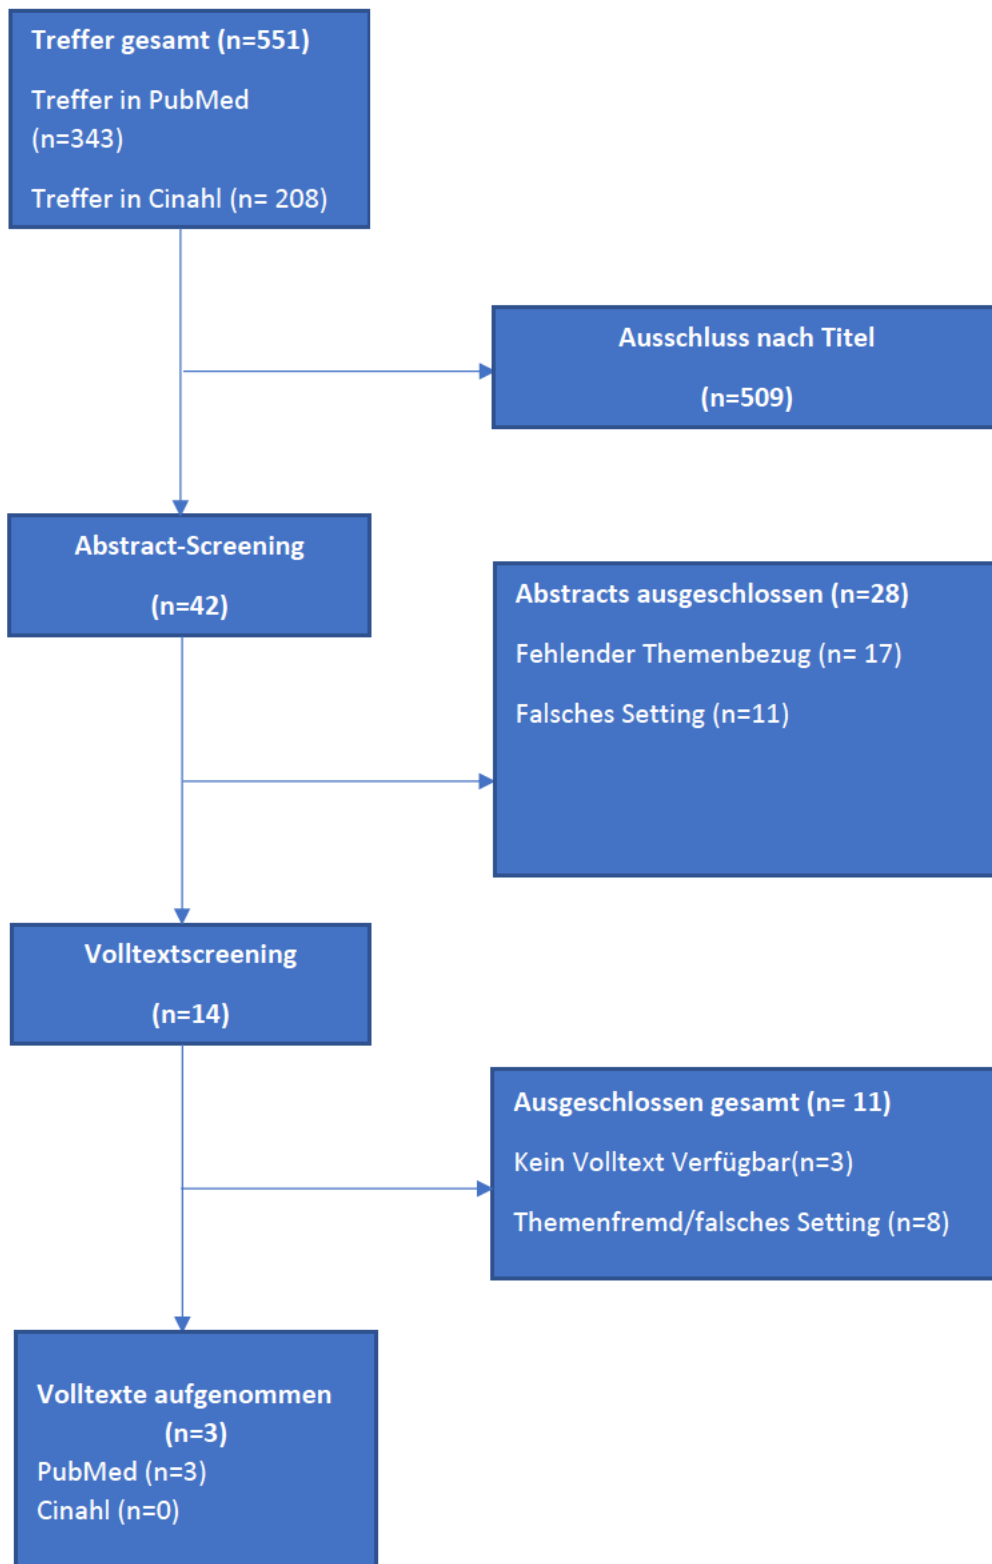 Treffer gesamt (n=551)
Treffer in PubMed
(n=343)
Treffer in Cinahl (n= 208)
Ausschluss nach Titel
(n=509)
Abstract-Screening
(n=42)
Abstracts ausgeschlossen (n=28)
Fehlender Themenbezug (n= 17)
Falsches Setting (n=11)
Volltextscreening
(n=14)
Ausgeschlossen gesamt (n= 11)
Kein Volltext Verfügbar(n=3)
Themenfremd/falsches Setting (n=8)
Volltexte aufgenommen
(n=3)
PubMed (n=3)
Cinahl (n=0)